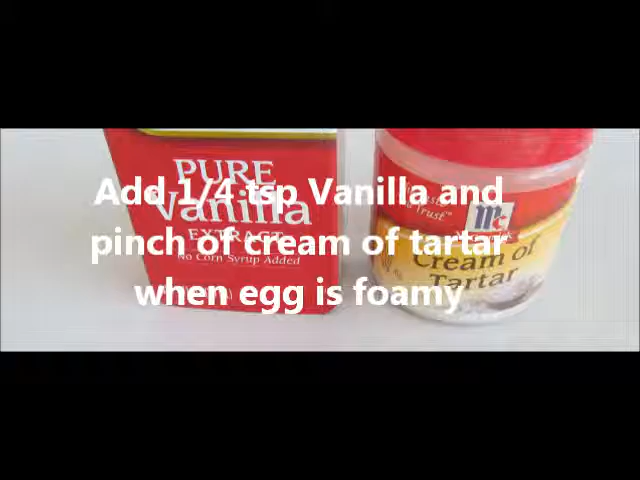 Add 1/4 tsp Vanilla and
pinch of cream of tartar
when egg is foamy
PURE
Vanilla
EXTRACT
No Corn Syrup Added
Mc
Cream of
Tartar